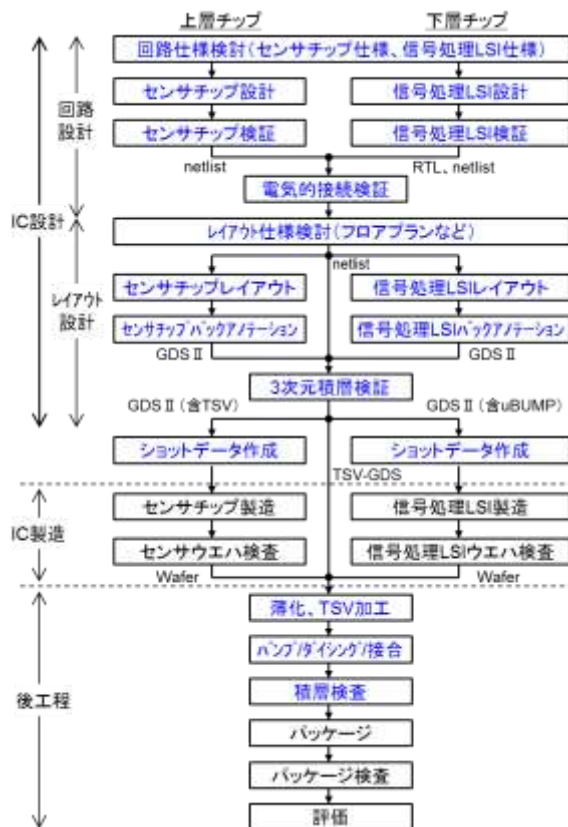 上層チップ 下層チップ
回路仕様検討(センサチップ仕様、信号処理LSI仕様)
センサチップ設計 信号処理LSI設計
回路
設計
センサチップ検証 信号処理LSI検証
netlist RTL、netlist
電気的接続検証
IC設計
レイアウト仕様検討(フロアプランなど)
netlist
センサチップレイアウト 信号処理LSIレイアウト
レイアウト
設計
センサチップバックアノテーション 信号処理LSIバックアノテーション
GDSⅡ GDSⅡ
3次元積層検証
GDSⅡ(含TSV) GDSⅡ(含uBUMP)
ショットデータ作成 ショットデータ作成
TSV-GDS
センサチップ製造 信号処理LSI製造
IC製造
センサウエハ検査 信号処理LSIウエハ検査
Wafer Wafer
薄化、TSV加工
バンプ/ダイシング/接合
積層検査
後工程
パッケージ
パッケージ検査
評価